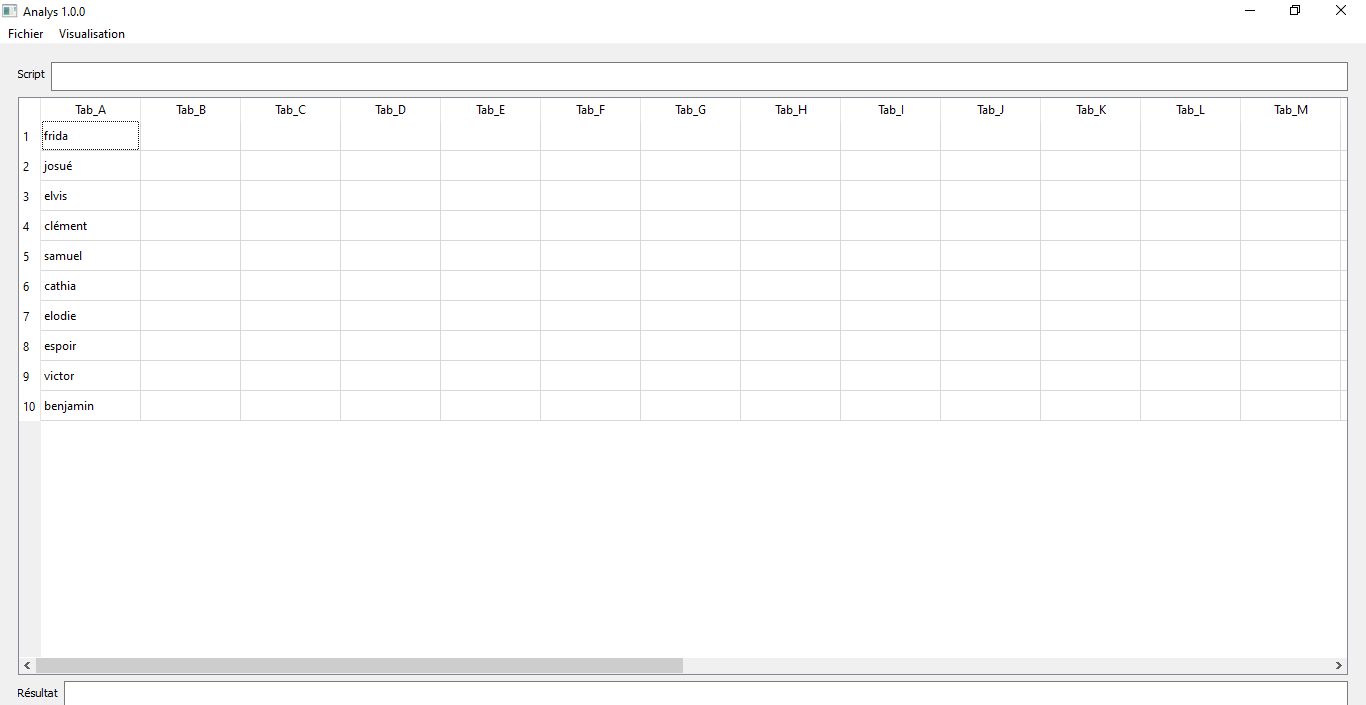 Analys 1.0.0
Fichier Visualisation
Script
Tab_A Tab_B Tab_C Tab_D Tab_E Tab_F Tab_G Tab_H Tab_I Tab_J Tab_K Tab_L Tab_M
1 frida
2 josué
3 elvis
4 clément
5 samuel
6 cathia
7 elodie
8 espoir
9 victor
10 benjamin
Résultat